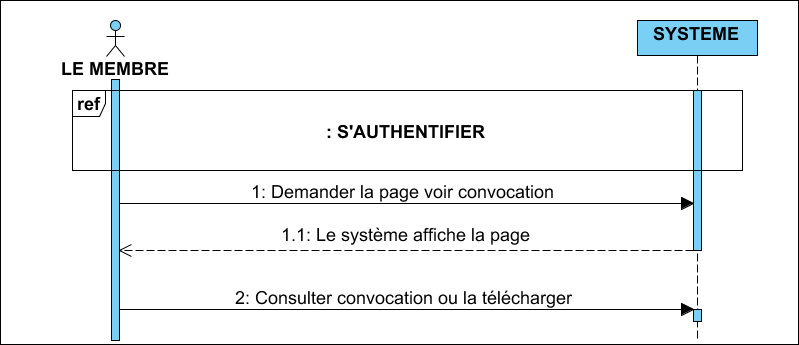 SYSTEME
LE MEMBRE
ref
: S'AUTHENTIFIER
1: Demander la page voir convocation
1.1: Le système affiche la page
2: Consulter convocation ou la télécharger